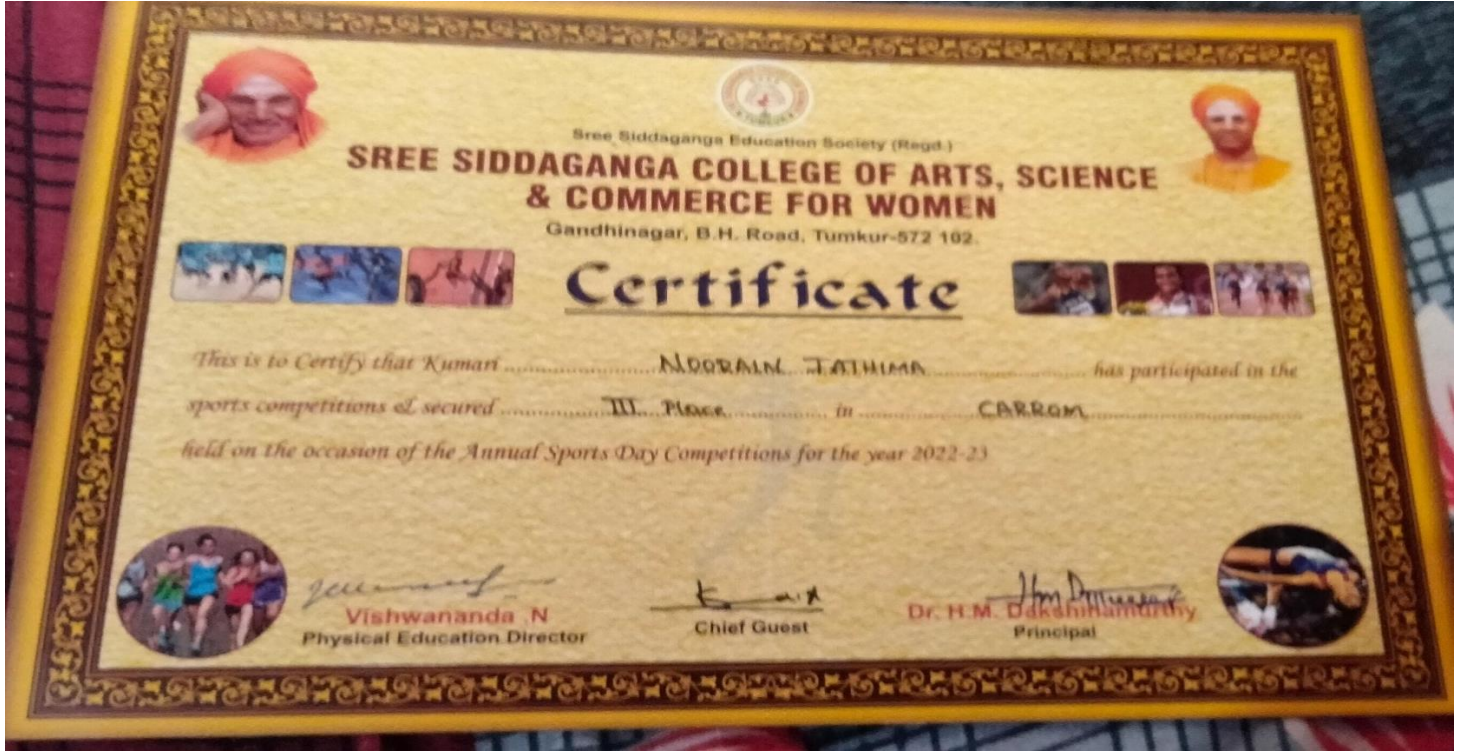 Sree Siddaganga Education Society (Regd.)
SREE SIDDAGANGA COLLEGE OF ARTS, SCIENCE
& COMMERCE FOR WOMEN
Gandhinagar, B.H. Road, Tumkur-572 102.
Certificate
This is to Certify that Kumari NOORAIN FATHIMA has participated in the
sports competitions & secured III Place in CARROM
held on the occasion of the Annual Sports Day Competitions for the year 2022-23
Vishwananda .N
Physical Education Director
Chief Guest
Dr. H.M. Dakshinamurthy
Principal